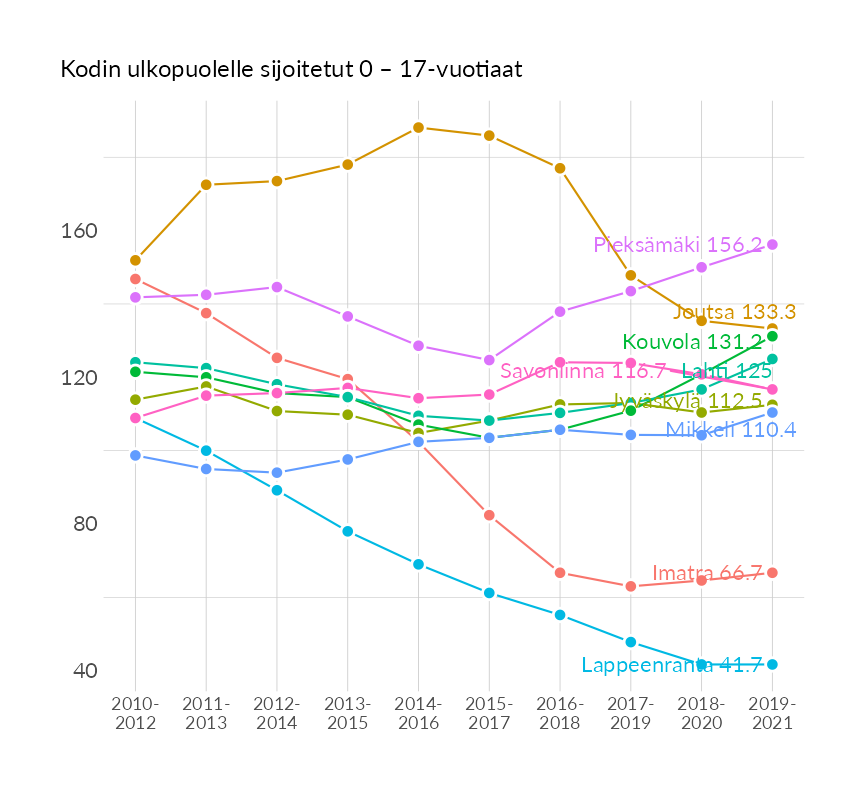 Kodin ulkopuolelle sijoitetut 0 – 17-vuotiaat
160
120
80
40
Pieksämäki 156.2
Joutsa 133.3
Kouvola 131.2
Savonlinna 116.7
Lahti 125
Jyväskylä 112.5
Mikkeli 110.4
Imatra 66.7
Lappeenranta 41.7
2010-
2012
2011-
2013
2012-
2014
2013-
2015
2014-
2016
2015-
2017
2016-
2018
2017-
2019
2018-
2020
2019-
2021